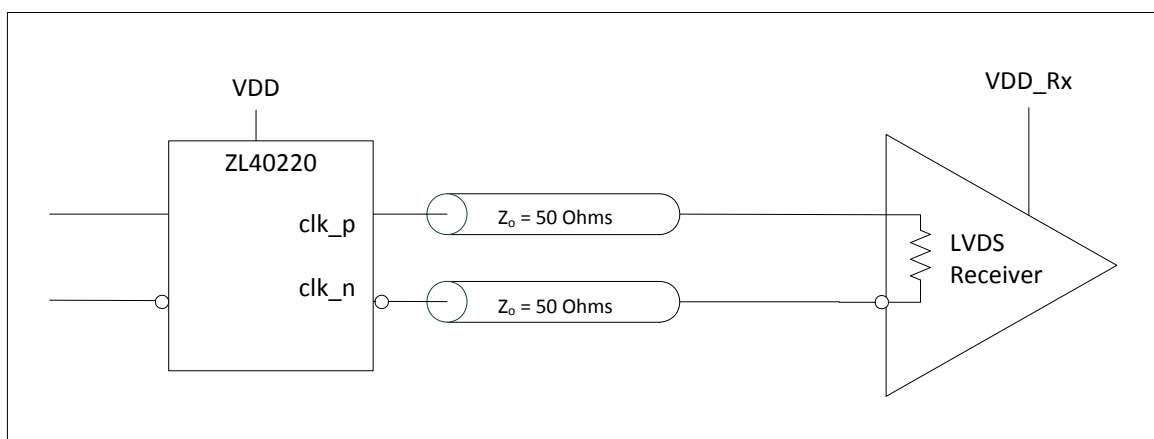 VDD
VDD_Rx
ZL40220
clk_p
Zₒ = 50 Ohms
LVDS
Receiver
clk_n
Zₒ = 50 Ohms